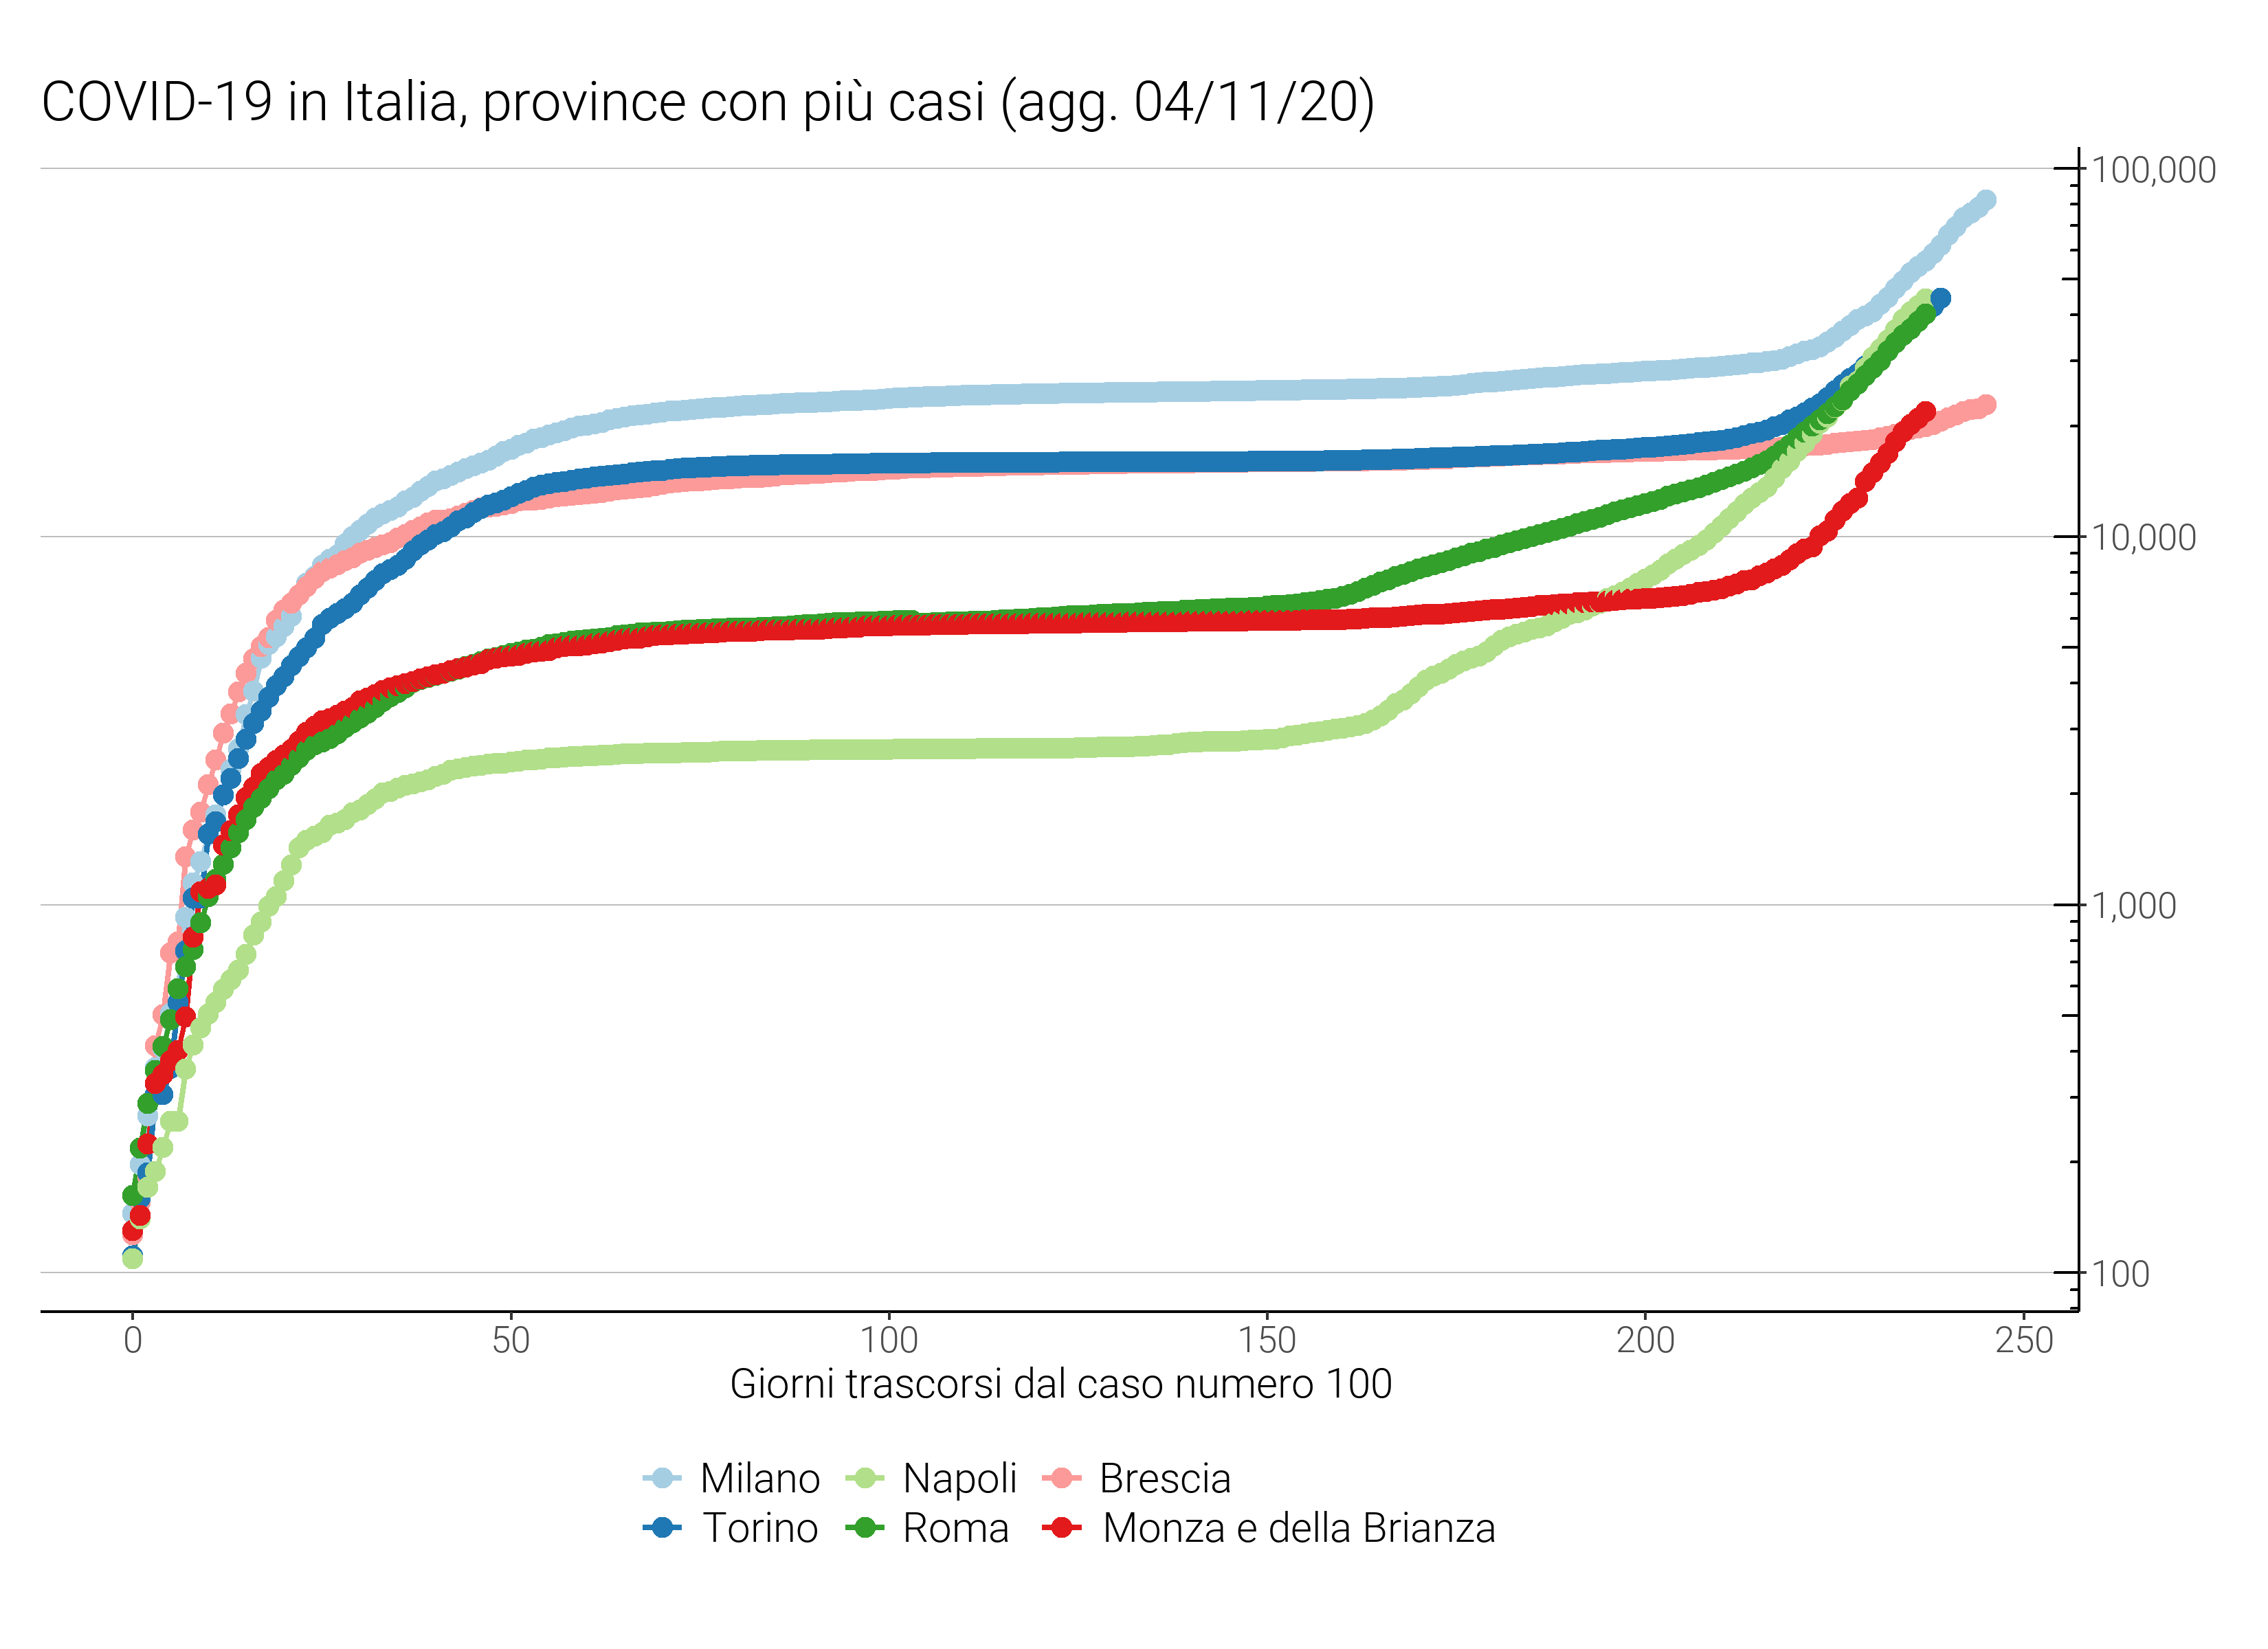 COVID-19 in Italia, province con più casi (agg. 04/11/20)
100,000
10,000
1,000
100
0 50 100 150 200 250
Giorni trascorsi dal caso numero 100
Milano Napoli Brescia
Torino Roma Monza e della Brianza